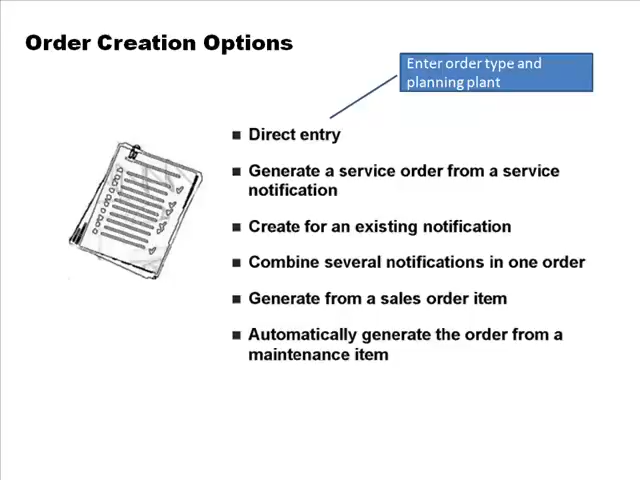 Order Creation Options
Enter order type and
planning plant
Direct entry
Generate a service order from a service
notification
Create for an existing notification
Combine several notifications in one order
Generate from a sales order item
Automatically generate the order from a
maintenance item